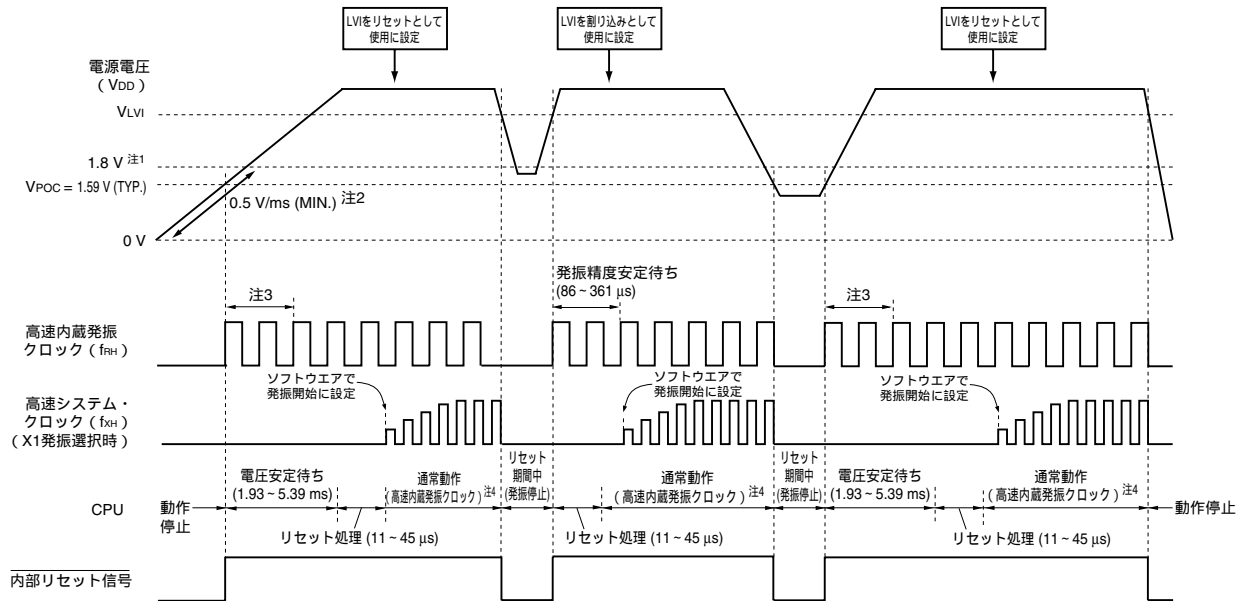 LVIをリセットとして
使用に設定
LVIを割り込みとして
使用に設定
LVIをリセットとして
使用に設定
電源電圧
(VDD)
VLVI
1.8 V 注1
VPOC = 1.59 V (TYP.)
0.5 V/ms (MIN.) 注2
0 V
発振精度安定待ち
(86 ~ 361 μs)
注3
注3
高速内蔵発振
クロック(fRH)
ソフトウエアで
発振開始に設定
ソフトウエアで
発振開始に設定
ソフトウエアで
発振開始に設定
高速システム・
クロック(fXH)
(X1発振選択時)
CPU
動作
停止
電圧安定待ち
(1.93 ~ 5.39 ms)
通常動作
(高速内蔵発振クロック)注4
リセット
期間中
(発振停止)
通常動作
(高速内蔵発振クロック)注4
リセット
期間中
(発振停止)
電圧安定待ち
(1.93 ~ 5.39 ms)
通常動作
(高速内蔵発振クロック)注4
動作停止
リセット処理 (11 ~ 45 μs)
リセット処理 (11 ~ 45 μs)
リセット処理 (11 ~ 45 μs)
内部リセット信号